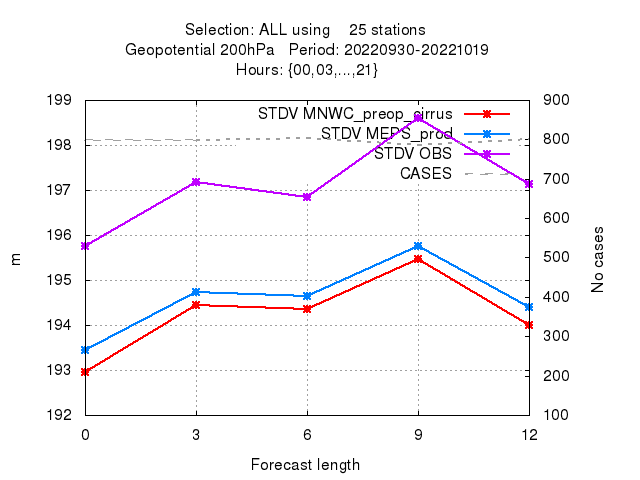 Selection: ALL using    25 stations
Geopotential 200hPa   Period: 20220930-20221019
Hours: {00,03,...,21}
199 900
STDV MNWC_preop_cirrus
STDV MEPS_prod
198 800
STDV OBS
CASES
197 700
196 600
m
195 500
No cases
194 400
193 300
192 200
100
0 3 6 9 12
Forecast length